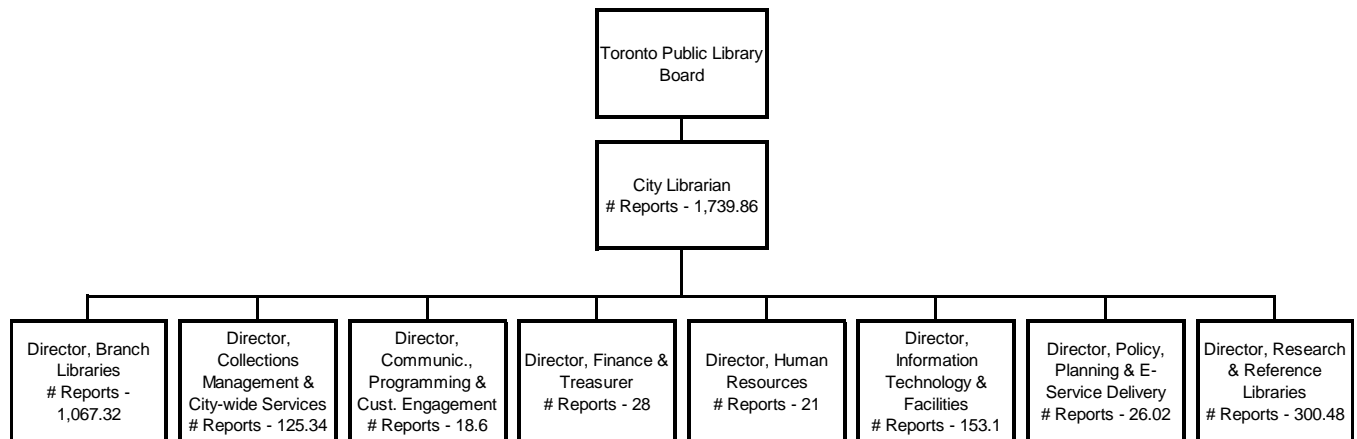 Toronto Public Library
Board
City Librarian
# Reports - 1,739.86
Director, Branch
Libraries
# Reports -
1,067.32
Director,
Collections
Management &
City-wide Services
# Reports - 125.34
Director,
Communic.,
Programming &
Cust. Engagement
# Reports - 18.6
Director, Finance &
Treasurer
# Reports - 28
Director, Human
Resources
# Reports - 21
Director,
Information
Technology &
Facilities
# Reports - 153.1
Director, Policy,
Planning & E-
Service Delivery
# Reports - 26.02
Director, Research
& Reference
Libraries
# Reports - 300.48